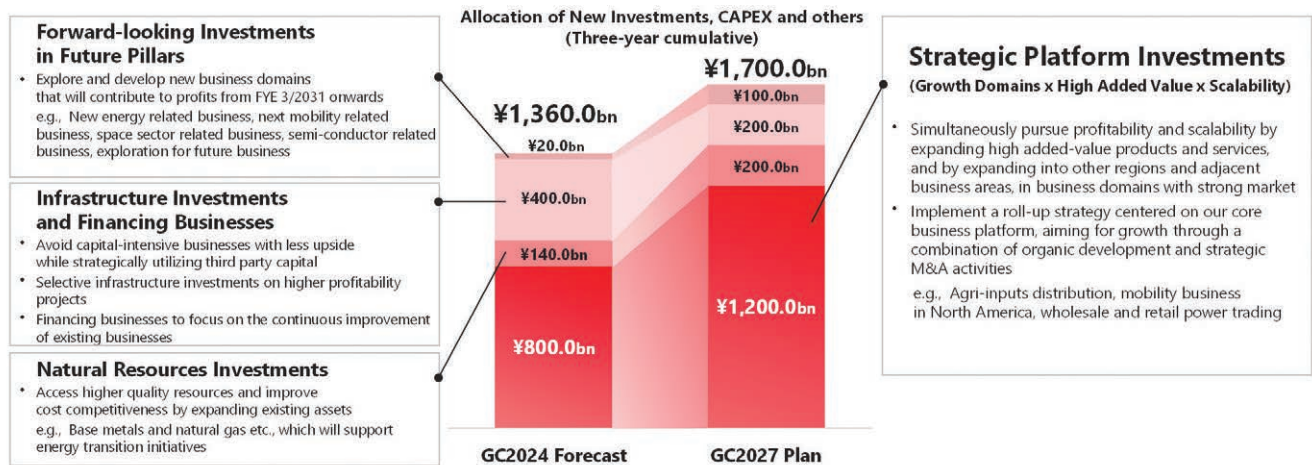 Forward-looking Investments
in Future Pillars
• Explore and develop new business domains
that will contribute to profits from FYE 3/2031 onwards
e.g., New energy related business, next mobility related
business, space sector related business, semi-conductor related
business, exploration for future business
Infrastructure Investments
and Financing Businesses
• Avoid capital-intensive businesses with less upside
while strategically utilizing third party capital
• Selective infrastructure investments on higher profitability
projects
• Financing businesses to focus on the continuous improvement
of existing businesses
Natural Resources Investments
• Access higher quality resources and improve
cost competitiveness by expanding existing assets
e.g., Base metals and natural gas etc., which will support
energy transition initiatives
Allocation of New Investments, CAPEX and others
(Three-year cumulative)
¥1,360.0bn
¥20.0bn
¥400.0bn
¥140.0bn
¥800.0bn
GC2024 Forecast
¥1,700.0bn
¥100.0bn
¥200.0bn
¥200.0bn
¥1,200.0bn
GC2027 Plan
Strategic Platform Investments
(Growth Domains x High Added Value x Scalability)
• Simultaneously pursue profitability and scalability by
expanding high added-value products and services,
and by expanding into other regions and adjacent
business areas, in business domains with strong market
• Implement a roll-up strategy centered on our core
business platform, aiming for growth through a
combination of organic development and strategic
M&A activities
e.g., Agri-inputs distribution, mobility business
in North America, wholesale and retail power trading